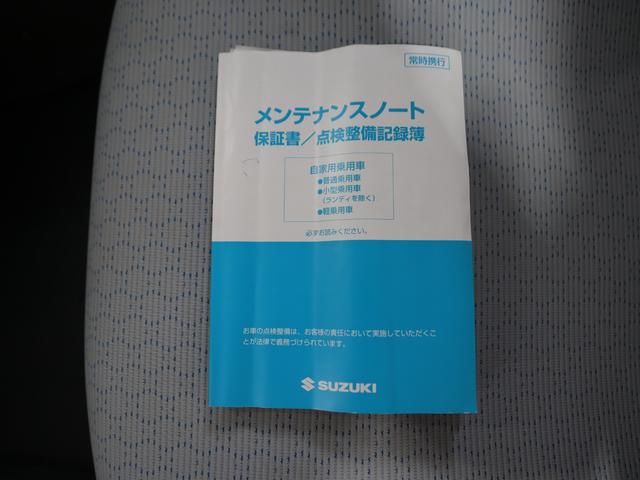 常時携行
メンテナンスノート
保証書／点検整備記録簿
自家用乗用車
●普通乗用車
●小型乗用車
(ランディを除く)
●軽乗用車
必ずお読みください。
お車の点検整備は、お客様の責任において実施していただくこ
とが法律で義務づけられています。
SUZUKI